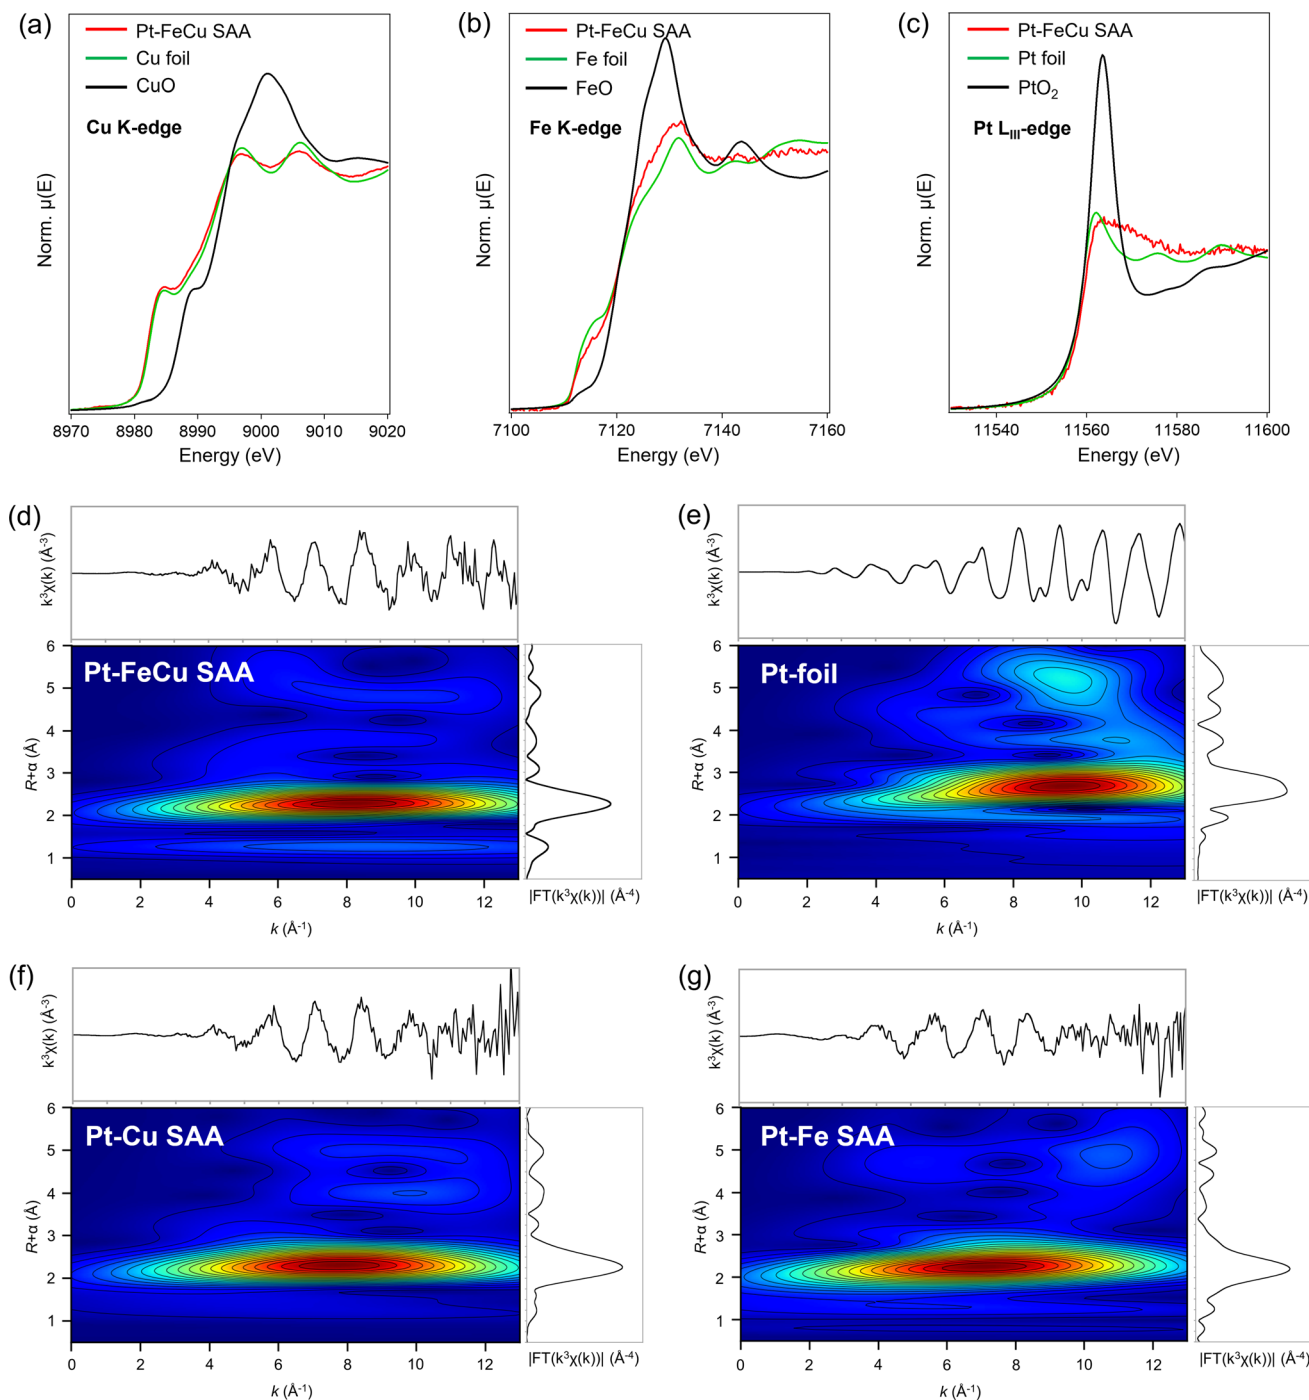 (a)
Pt-FeCu SAA
Cu foil
CuO
Cu K-edge
Norm. μ(E)
8970 8980 8990 9000 9010 9020
Energy (eV)
(b)
Pt-FeCu SAA
Fe foil
FeO
Fe K-edge
Norm. μ(E)
7100 7120 7140 7160
Energy (eV)
(c)
Pt-FeCu SAA
Pt foil
PtO₂
Pt L_III-edge
Norm. μ(E)
11540 11560 11580 11600
Energy (eV)
(d)
k³χ(k) (Å⁻³)
Pt-FeCu SAA
6
5
4
3
2
1
R+α (Å)
0 2 4 6 8 10 12
k (Å⁻¹)
|FT(k³χ(k))| (Å⁻⁴)
(e)
k³χ(k) (Å⁻³)
Pt-foil
6
5
4
3
2
1
R+α (Å)
0 2 4 6 8 10 12
k (Å⁻¹)
|FT(k³χ(k))| (Å⁻⁴)
(f)
k³χ(k) (Å⁻³)
Pt-Cu SAA
6
5
4
3
2
1
R+α (Å)
0 2 4 6 8 10 12
k (Å⁻¹)
|FT(k³χ(k))| (Å⁻⁴)
(g)
k³χ(k) (Å⁻³)
Pt-Fe SAA
6
5
4
3
2
1
R+α (Å)
0 2 4 6 8 10 12
k (Å⁻¹)
|FT(k³χ(k))| (Å⁻⁴)